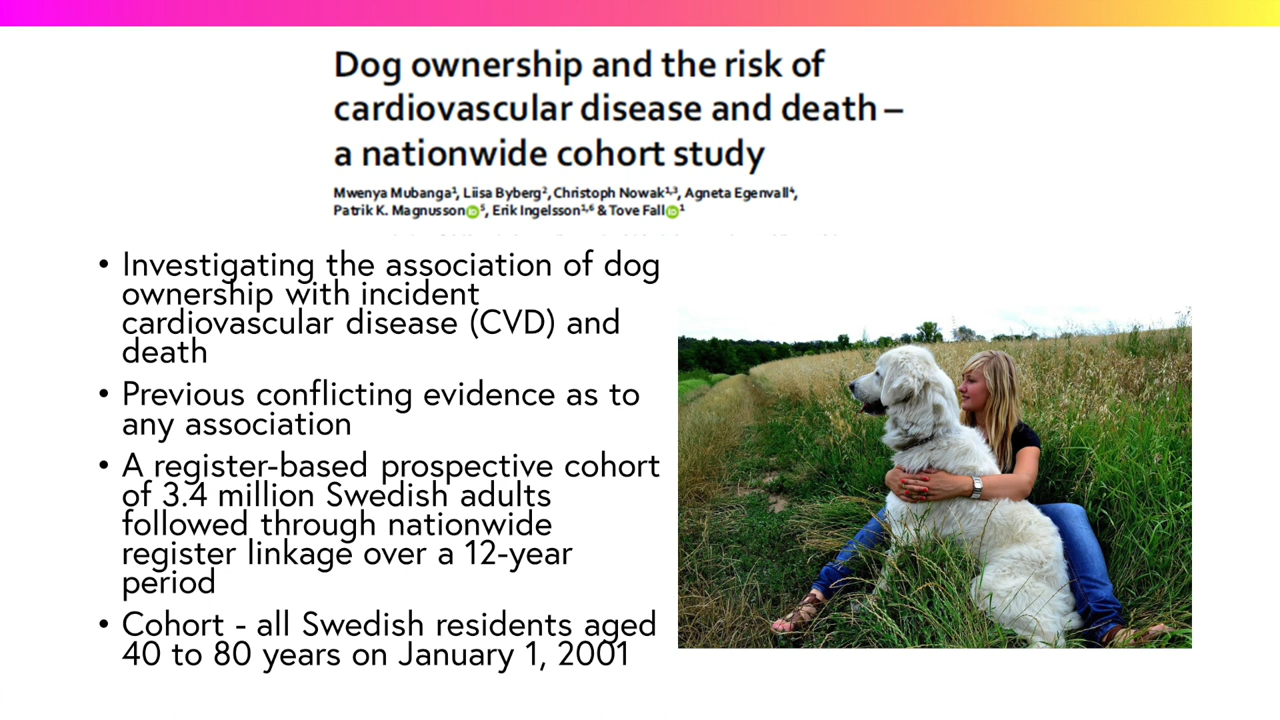 Dog ownership and the risk of
cardiovascular disease and death –
a nationwide cohort study
Mwenya Mubanga¹, Liisa Byberg², Christoph Nowak¹,³, Agneta Egenvall⁴,
Patrik K. Magnusson⁵, Erik Ingelsson¹,⁶ & Tove Fall¹
• Investigating the association of dog
ownership with incident
cardiovascular disease (CVD) and
death
• Previous conflicting evidence as to
any association
• A register-based prospective cohort
of 3.4 million Swedish adults
followed through nationwide
register linkage over a 12-year
period
• Cohort - all Swedish residents aged
40 to 80 years on January 1, 2001